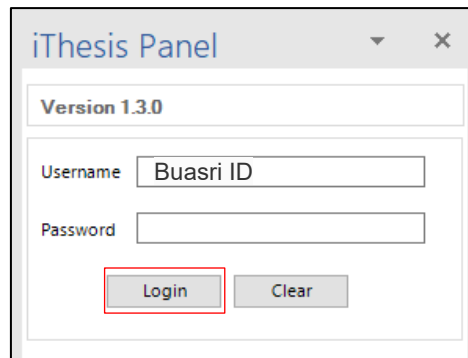 iThesis Panel
Version 1.3.0
Username Buasri ID
Password
Login Clear